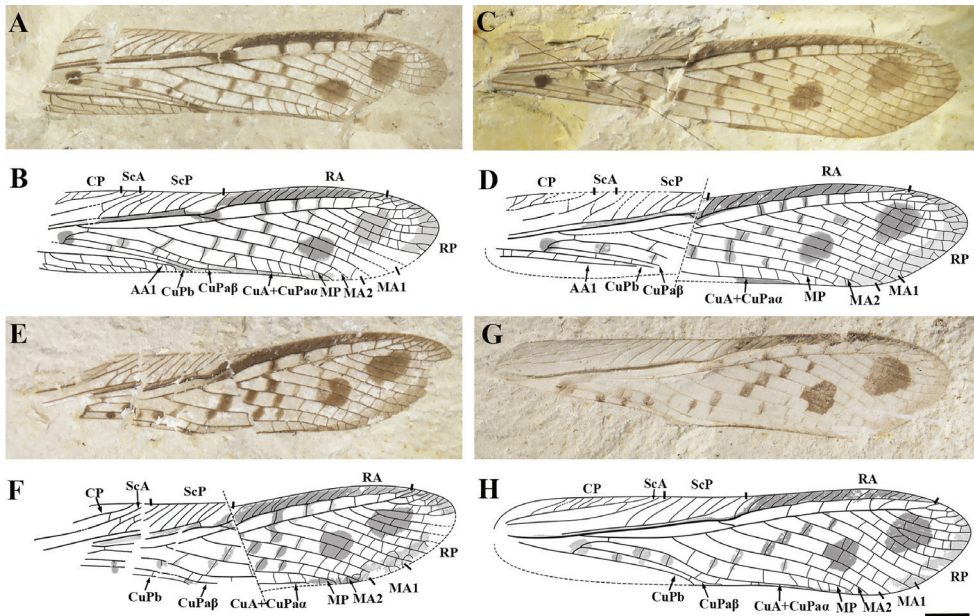 A
C
B
CP ScA ScP RA
RP
AA1 CuPb CuPaβ CuA+CuPaα MP MA2 MA1
D
CP ScA ScP RA
RP
AA1 CuPb CuPaβ CuA+CuPaα MP MA2 MA1
E
G
F
CP ScA ScP RA
RP
CuPb CuPaβ CuA+CuPaα MP MA2 MA1
H
CP ScA ScP RA
RP
CuPb CuPaβ CuA+CuPaα MP MA2 MA1